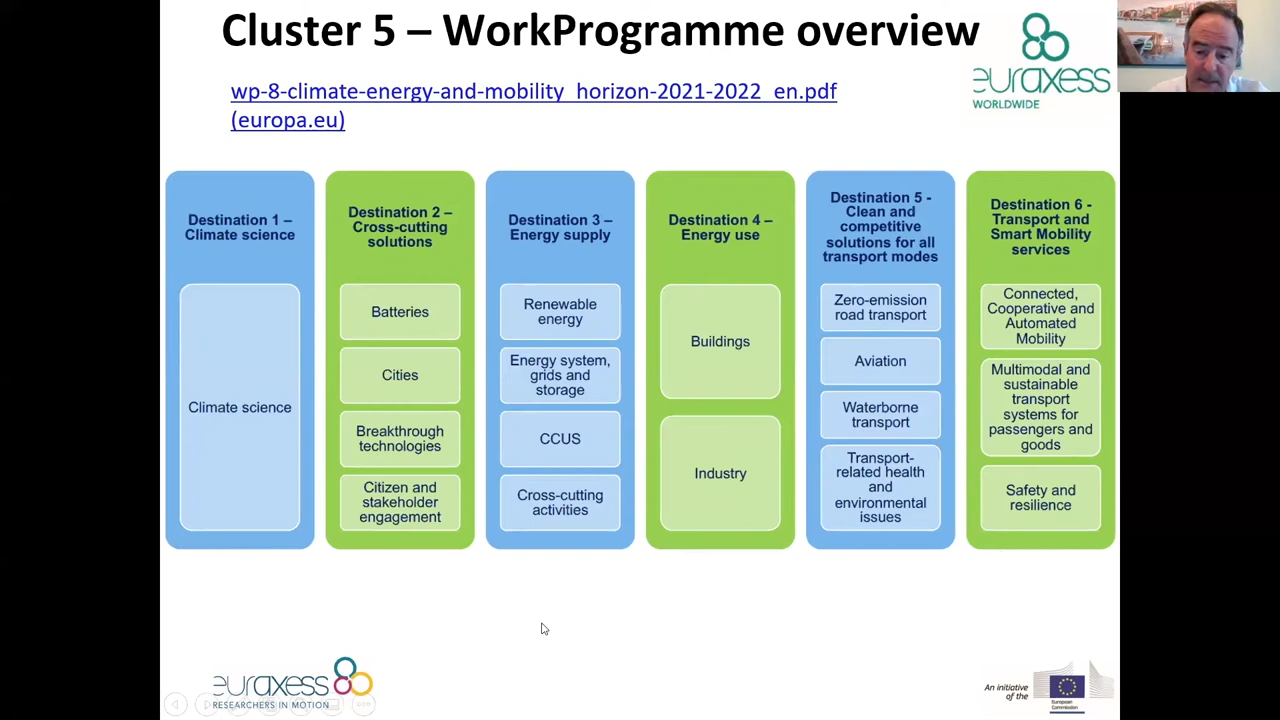 Cluster 5 – WorkProgramme overview
wp-8-climate-energy-and-mobility_horizon-2021-2022_en.pdf
(europa.eu)
euraxess
WORLDWIDE
Destination 1 –
Climate science
Climate science
Destination 2 –
Cross-cutting
solutions
Batteries
Cities
Breakthrough
technologies
Citizen and
stakeholder
engagement
Destination 3 –
Energy supply
Renewable
energy
Energy system,
grids and
storage
CCUS
Cross-cutting
activities
Destination 4 –
Energy use
Buildings
Industry
Destination 5 -
Clean and
competitive
solutions for all
transport modes
Zero-emission
road transport
Aviation
Waterborne
transport
Transport-
related health
and
environmental
issues
Destination 6 -
Transport and
Smart Mobility
services
Connected,
Cooperative and
Automated
Mobility
Multimodal and
sustainable
transport
systems for
passengers and
goods
Safety and
resilience
euraxess
RESEARCHERS IN MOTION
An initiative
of the
European
Commission